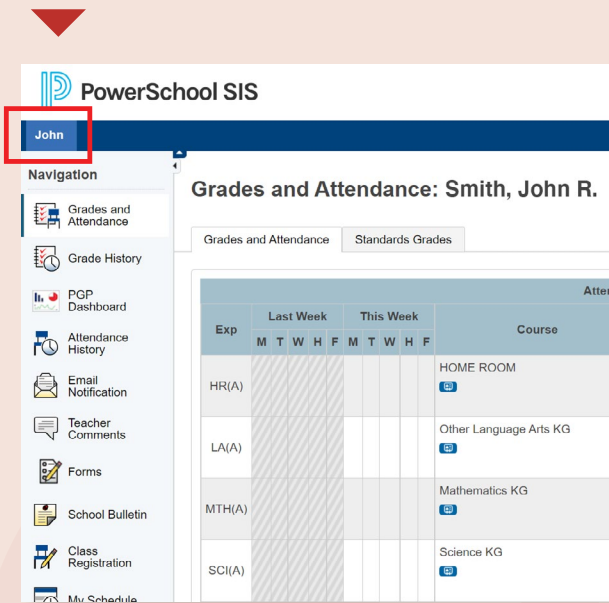 PowerSchool SIS
John
Navigation
Grades and
Attendance
Grade History
PGP
Dashboard
Attendance
History
Email
Notification
Teacher
Comments
Forms
School Bulletin
Class
Registration
My Schedule
Grades and Attendance: Smith, John R.
Grades and Attendance Standards Grades
Atten
Exp Last Week This Week Course
M T W H F M T W H F
HR(A) HOME ROOM
LA(A) Other Language Arts KG
MTH(A) Mathematics KG
SCI(A) Science KG